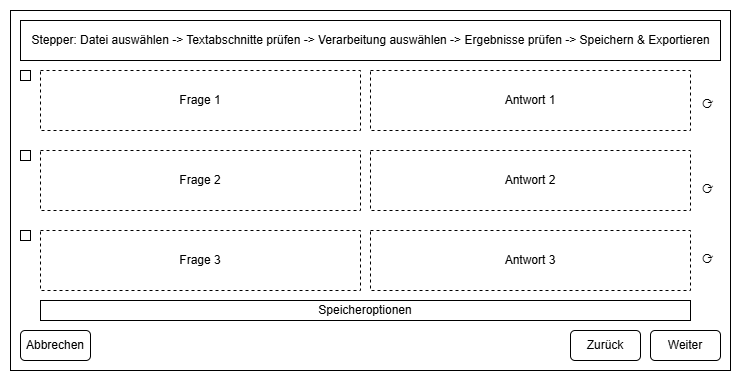 Stepper: Datei auswählen -> Textabschnitte prüfen -> Verarbeitung auswählen -> Ergebnisse prüfen -> Speichern & Exportieren
Frage 1
Antwort 1
Frage 2
Antwort 2
Frage 3
Antwort 3
Speicheroptionen
Abbrechen
Zurück
Weiter